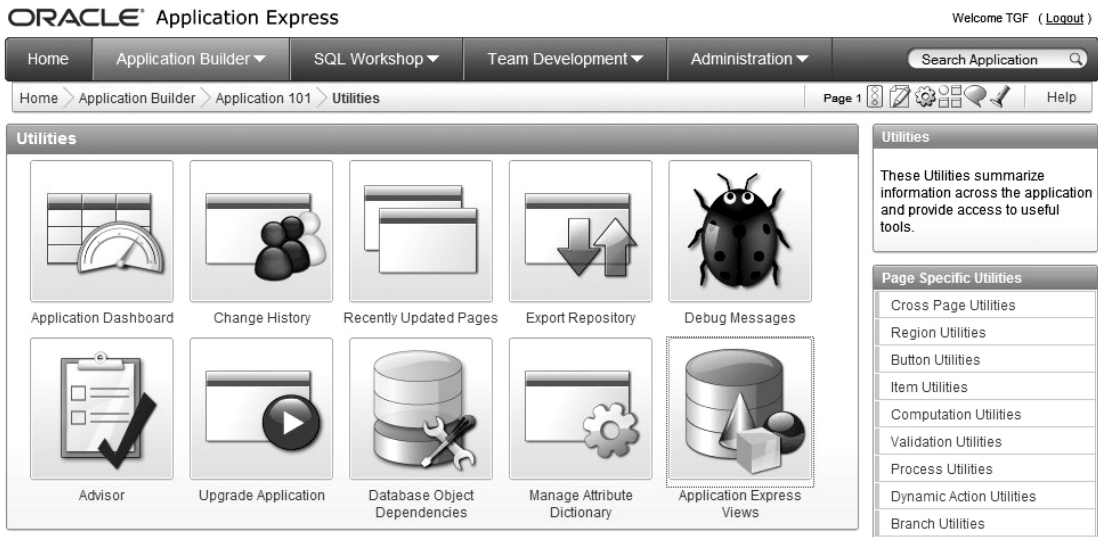 ORACLE® Application Express
Welcome TGF ( Logout )
Home Application Builder SQL Workshop Team Development Administration Search Application
Home Application Builder Application 101 Utilities Page 1 Help
Utilities
Application Dashboard Change History Recently Updated Pages Export Repository Debug Messages
Advisor Upgrade Application Database Object Dependencies Manage Attribute Dictionary Application Express Views
Utilities
These Utilities summarize
information across the application
and provide access to useful
tools.
Page Specific Utilities
Cross Page Utilities
Region Utilities
Button Utilities
Item Utilities
Computation Utilities
Validation Utilities
Process Utilities
Dynamic Action Utilities
Branch Utilities